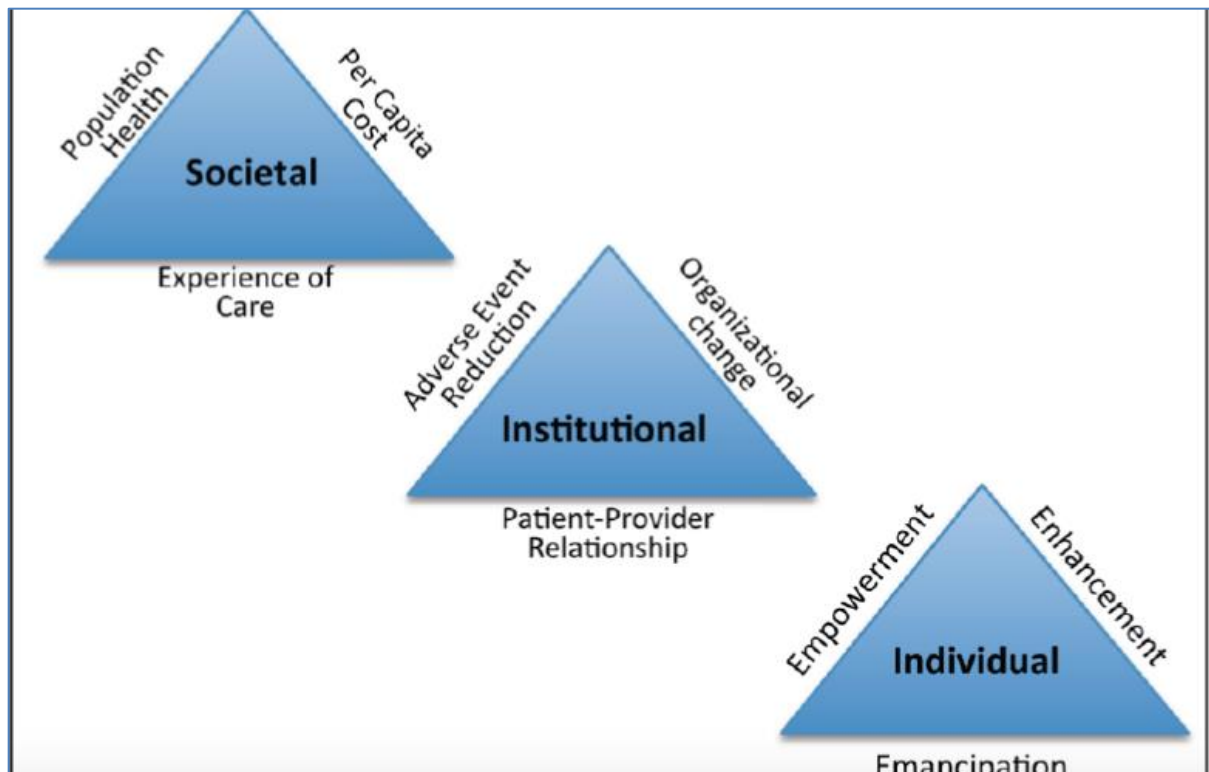 Population
Health
Per Capita
Cost
Societal
Experience of
Care
Adverse Event
Reduction
Organizational
change
Institutional
Patient-Provider
Relationship
Empowerment
Enhancement
Individual
Emancipation